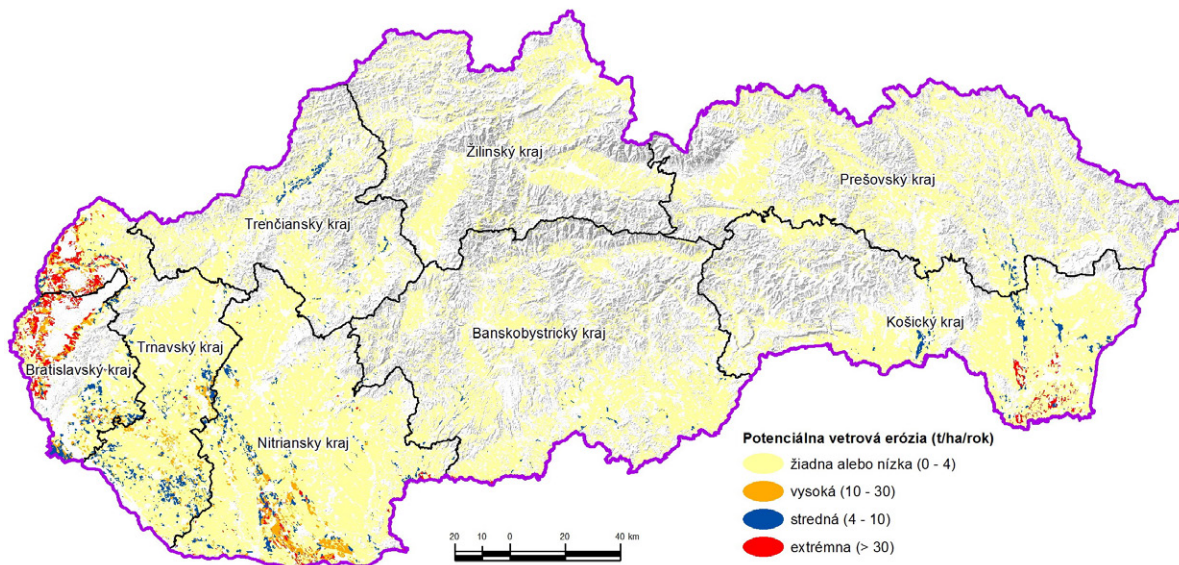 Žilinský kraj
Prešovský kraj
Trenčiansky kraj
Košický kraj
Banskobystrický kraj
Trnavský kraj
Bratislavský kraj
Nitriansky kraj
Potenciálna vetrová erózia (t/ha/rok)
žiadna alebo nízka (0 - 4)
vysoká (10 - 30)
stredná (4 - 10)
extrémna (> 30)
20 10 0 20 40 km